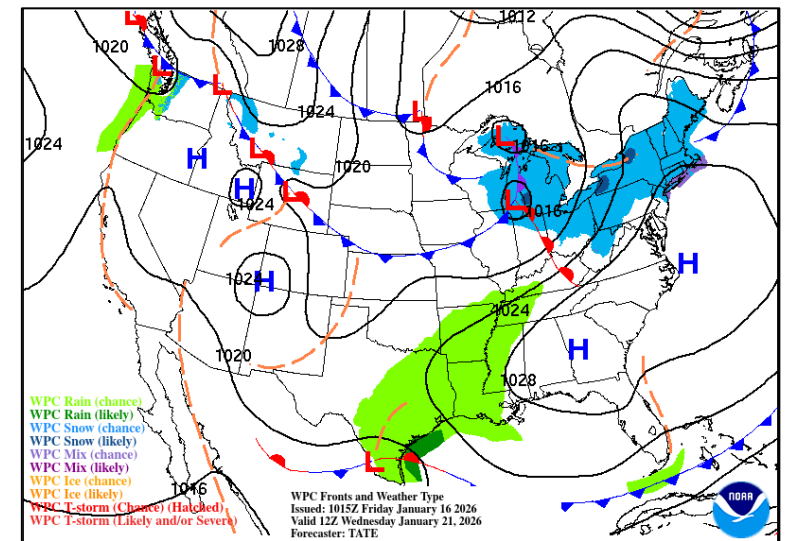 1012
1020
1028
1016
1024
1024
1016
1020
1024
1016
1024
1024
1020
1028
1016
H
H
H
H
H
L
L
L
L
L
L
L
L
L
WPC Rain (chance)
WPC Rain (likely)
WPC Snow (chance)
WPC Snow (likely)
WPC Mix (chance)
WPC Mix (likely)
WPC Ice (chance)
WPC Ice (likely)
WPC T-storm (Chance) (Hatched)
WPC T-storm (Likely and/or Severe)
WPC Fronts and Weather Type
Issued: 1015Z Friday January 16 2026
Valid 12Z Wednesday January 21, 2026
Forecaster: TATE
NOAA